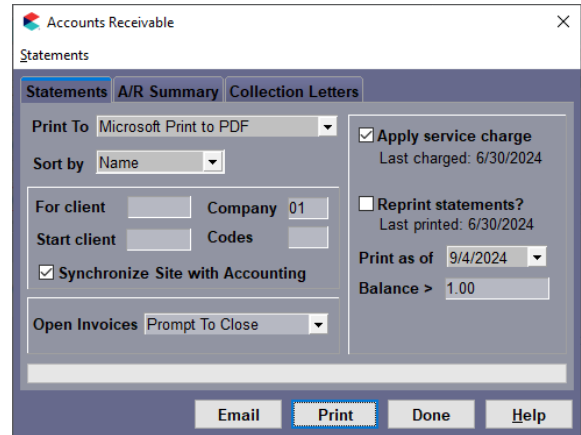 Accounts Receivable
Statements
Statements A/R Summary Collection Letters
Print To Microsoft Print to PDF
Sort by Name
For client Company 01
Start client Codes
Synchronize Site with Accounting
Open Invoices Prompt To Close
Apply service charge
Last charged: 6/30/2024
Reprint statements?
Last printed: 6/30/2024
Print as of 9/4/2024
Balance > 1.00
Email Print Done Help